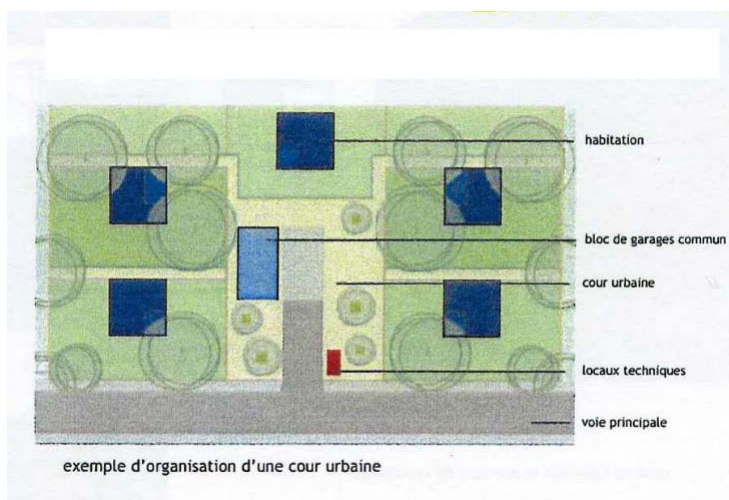 habitation
bloc de garages commun
cour urbaine
locaux techniques
voie principale
exemple d'organisation d'une cour urbaine